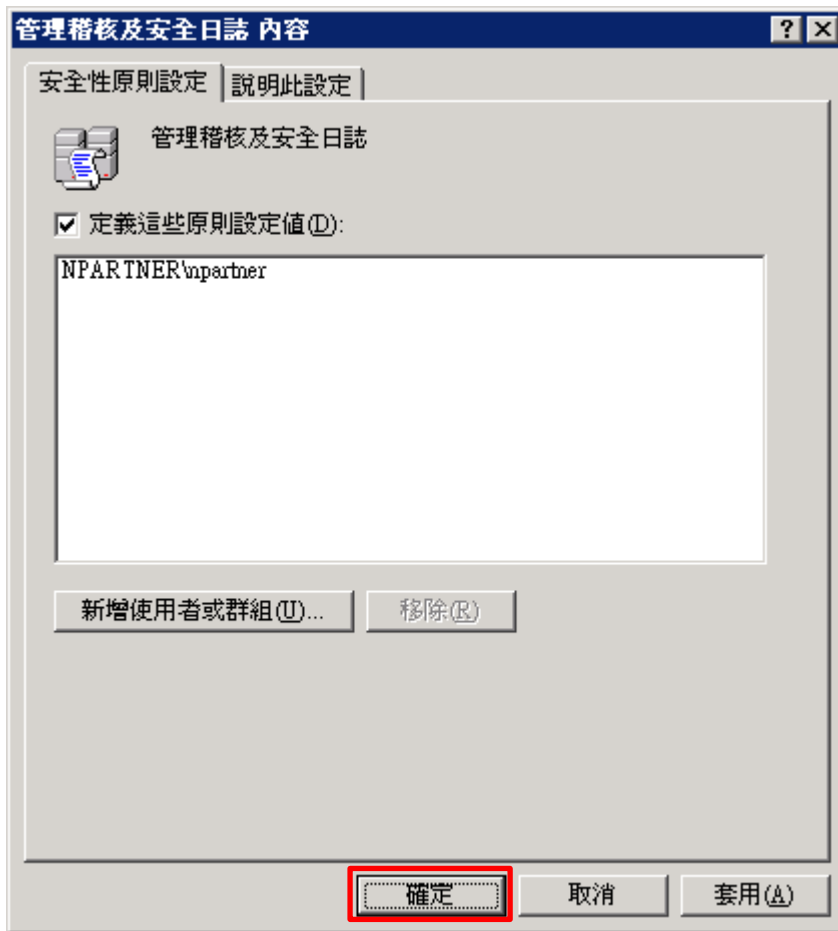 管理稽核及安全日誌 內容
安全性原則設定 說明此設定
管理稽核及安全日誌
定義這些原則設定值(D):
NPARTNER\npartner
新增使用者或群組(U)... 移除(R)
確定 取消 套用(A)